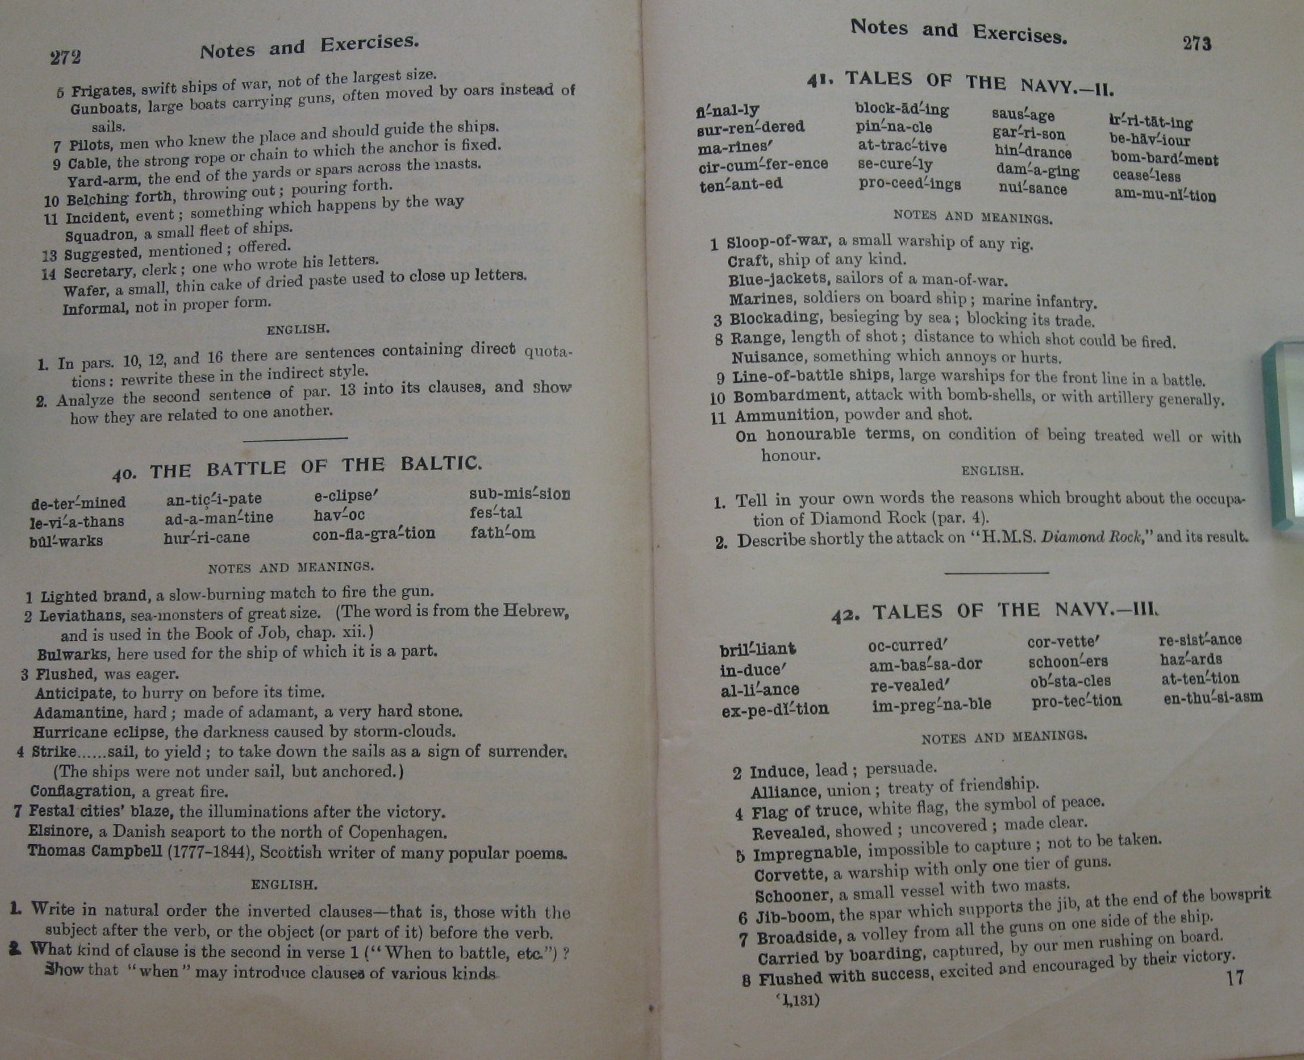 272
Notes and Exercises.
5 Frigates, swift ships of war, not of the largest size.
Gunboats, large boats carrying guns, often moved by oars instead of
sails.
7 Pilots, men who knew the place and should guide the ships.
9 Cable, the strong rope or chain to which the anchor is fixed.
Yard-arm, the end of the yards or spars across the masts.
10 Belching forth, throwing out; pouring forth.
11 Incident, event; something which happens by the way
Squadron, a small fleet of ships.
13 Suggested, mentioned; offered.
14 Secretary, clerk; one who wrote his letters.
Wafer, a small, thin cake of dried paste used to close up letters.
Informal, not in proper form.
ENGLISH.
1. In pars. 10, 12, and 16 there are sentences containing direct quota-
tions: rewrite these in the indirect style.
2. Analyze the second sentence of par. 13 into its clauses, and show
how they are related to one another.
40. THE BATTLE OF THE BALTIC.
de-ter′-mined an-tiç′-i-pate e-clipse′ sub-mis′-sion
le-vī′-a-thans ad-a-man′-tine hav′-oc fes′-tal
bûl′-warks hur′-ri-cane con-fla-gra′-tion fath′-om
NOTES AND MEANINGS.
1 Lighted brand, a slow-burning match to fire the gun.
2 Leviathans, sea-monsters of great size. (The word is from the Hebrew,
and is used in the Book of Job, chap. xii.)
Bulwarks, here used for the ship of which it is a part.
3 Flushed, was eager.
Anticipate, to hurry on before its time.
Adamantine, hard; made of adamant, a very hard stone.
Hurricane eclipse, the darkness caused by storm-clouds.
4 Strike......sail, to yield; to take down the sails as a sign of surrender.
(The ships were not under sail, but anchored.)
Conflagration, a great fire.
7 Festal cities' blaze, the illuminations after the victory.
Elsinore, a Danish seaport to the north of Copenhagen.
Thomas Campbell (1777-1844), Scottish writer of many popular poems.
ENGLISH.
1. Write in natural order the inverted clauses—that is, those with the
subject after the verb, or the object (or part of it) before the verb.
2. What kind of clause is the second in verse 1 ("When to battle, etc.")?
Show that "when" may introduce clauses of various kinds.
Notes and Exercises.
273
41. TALES OF THE NAVY.—II.
fī′-nal-ly block-ād′-ing saus′-age ir′-ri-tāt-ing
sur-ren′-dered pin′-na-cle gar′-ri-son be-hāv′-iour
ma-rines′ at-trac′-tive hin′-drance bom-bard′-ment
cir-cum′-fer-ence se-cure′-ly dam′-a-ging cease′-less
ten′-ant-ed pro-ceed′-ings nui′-sance am-mu-nĭ′-tion
NOTES AND MEANINGS.
1 Sloop-of-war, a small warship of any rig.
Craft, ship of any kind.
Blue-jackets, sailors of a man-of-war.
Marines, soldiers on board ship; marine infantry.
3 Blockading, besieging by sea; blocking its trade.
8 Range, length of shot; distance to which shot could be fired.
Nuisance, something which annoys or hurts.
9 Line-of-battle ships, large warships for the front line in a battle.
10 Bombardment, attack with bomb-shells, or with artillery generally.
11 Ammunition, powder and shot.
On honourable terms, on condition of being treated well or with
honour.
ENGLISH.
1. Tell in your own words the reasons which brought about the occupa-
tion of Diamond Rock (par. 4).
2. Describe shortly the attack on "H.M.S. Diamond Rock," and its result.
42. TALES OF THE NAVY.—III.
bril′-liant oc-curred′ cor-vette′ re-sist′-ance
in-duce′ am-bas′-sa-dor schoon′-ers haz′-ards
al-li′-ance re-vealed′ ob′-sta-cles at-ten′-tion
ex-pe-dĭ′-tion im-preg′-na-ble pro-tec′-tion en-thu′-si-asm
NOTES AND MEANINGS.
2 Induce, lead; persuade.
Alliance, union; treaty of friendship.
4 Flag of truce, white flag, the symbol of peace.
Revealed, showed; uncovered; made clear.
5 Impregnable, impossible to capture; not to be taken.
Corvette, a warship with only one tier of guns.
Schooner, a small vessel with two masts.
6 Jib-boom, the spar which supports the jib, at the end of the bowsprit
7 Broadside, a volley from all the guns on one side of the ship.
Carried by boarding, captured, by our men rushing on board.
8 Flushed with success, excited and encouraged by their victory.
(1,131) 17